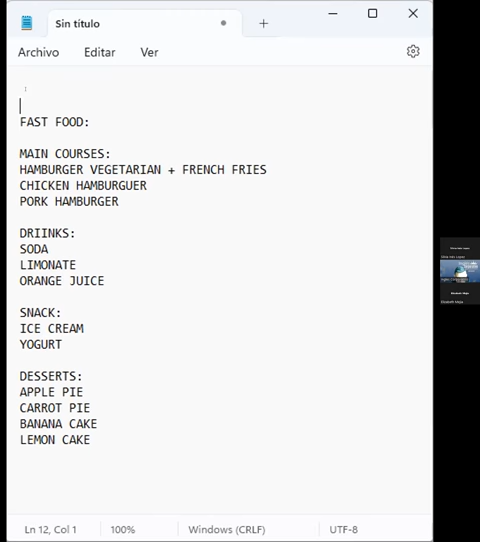 Sin título
Archivo Editar Ver
FAST FOOD:
MAIN COURSES:
HAMBURGER VEGETARIAN + FRENCH FRIES
CHICKEN HAMBURGUER
PORK HAMBURGER
DRIINKS:
SODA
LIMONATE
ORANGE JUICE
SNACK:
ICE CREAM
YOGURT
DESSERTS:
APPLE PIE
CARROT PIE
BANANA CAKE
LEMON CAKE
Ln 12, Col 1 100% Windows (CRLF) UTF-8